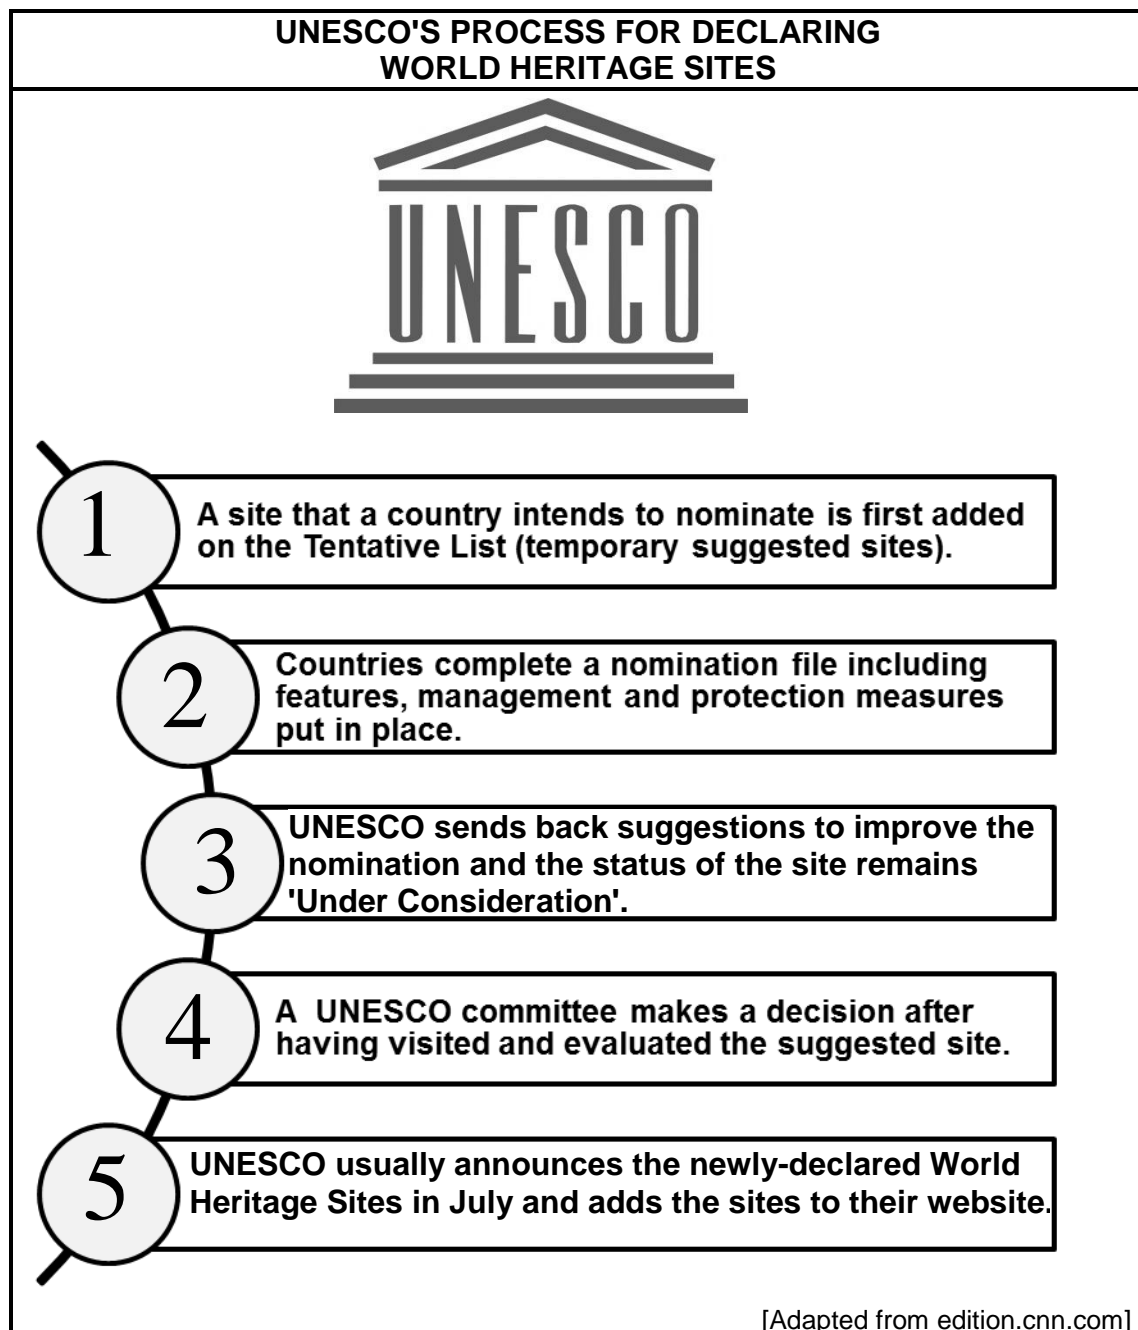 UNESCO'S PROCESS FOR DECLARING
WORLD HERITAGE SITES
UNESCO
1
A site that a country intends to nominate is first added
on the Tentative List (temporary suggested sites).
2
Countries complete a nomination file including
features, management and protection measures
put in place.
3
UNESCO sends back suggestions to improve the
nomination and the status of the site remains
'Under Consideration'.
4
A UNESCO committee makes a decision after
having visited and evaluated the suggested site.
5
UNESCO usually announces the newly-declared World
Heritage Sites in July and adds the sites to their website.
[Adapted from edition.cnn.com]